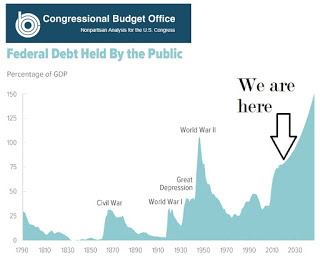 Congressional Budget Office
Nonpartisan Analysis for the U.S. Congress
Federal Debt Held By the Public
Percentage of GDP
We are
here
150
125
World War II
100
75
Great
Depression
50
Civil War
World War I
25
0
1790 1810 1830 1850 1870 1890 1910 1930 1950 1970 1990 2010 2030